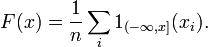 F(x) = \frac{1}{n} \sum_{i} 1_{(-\infty,x]}(x_i).